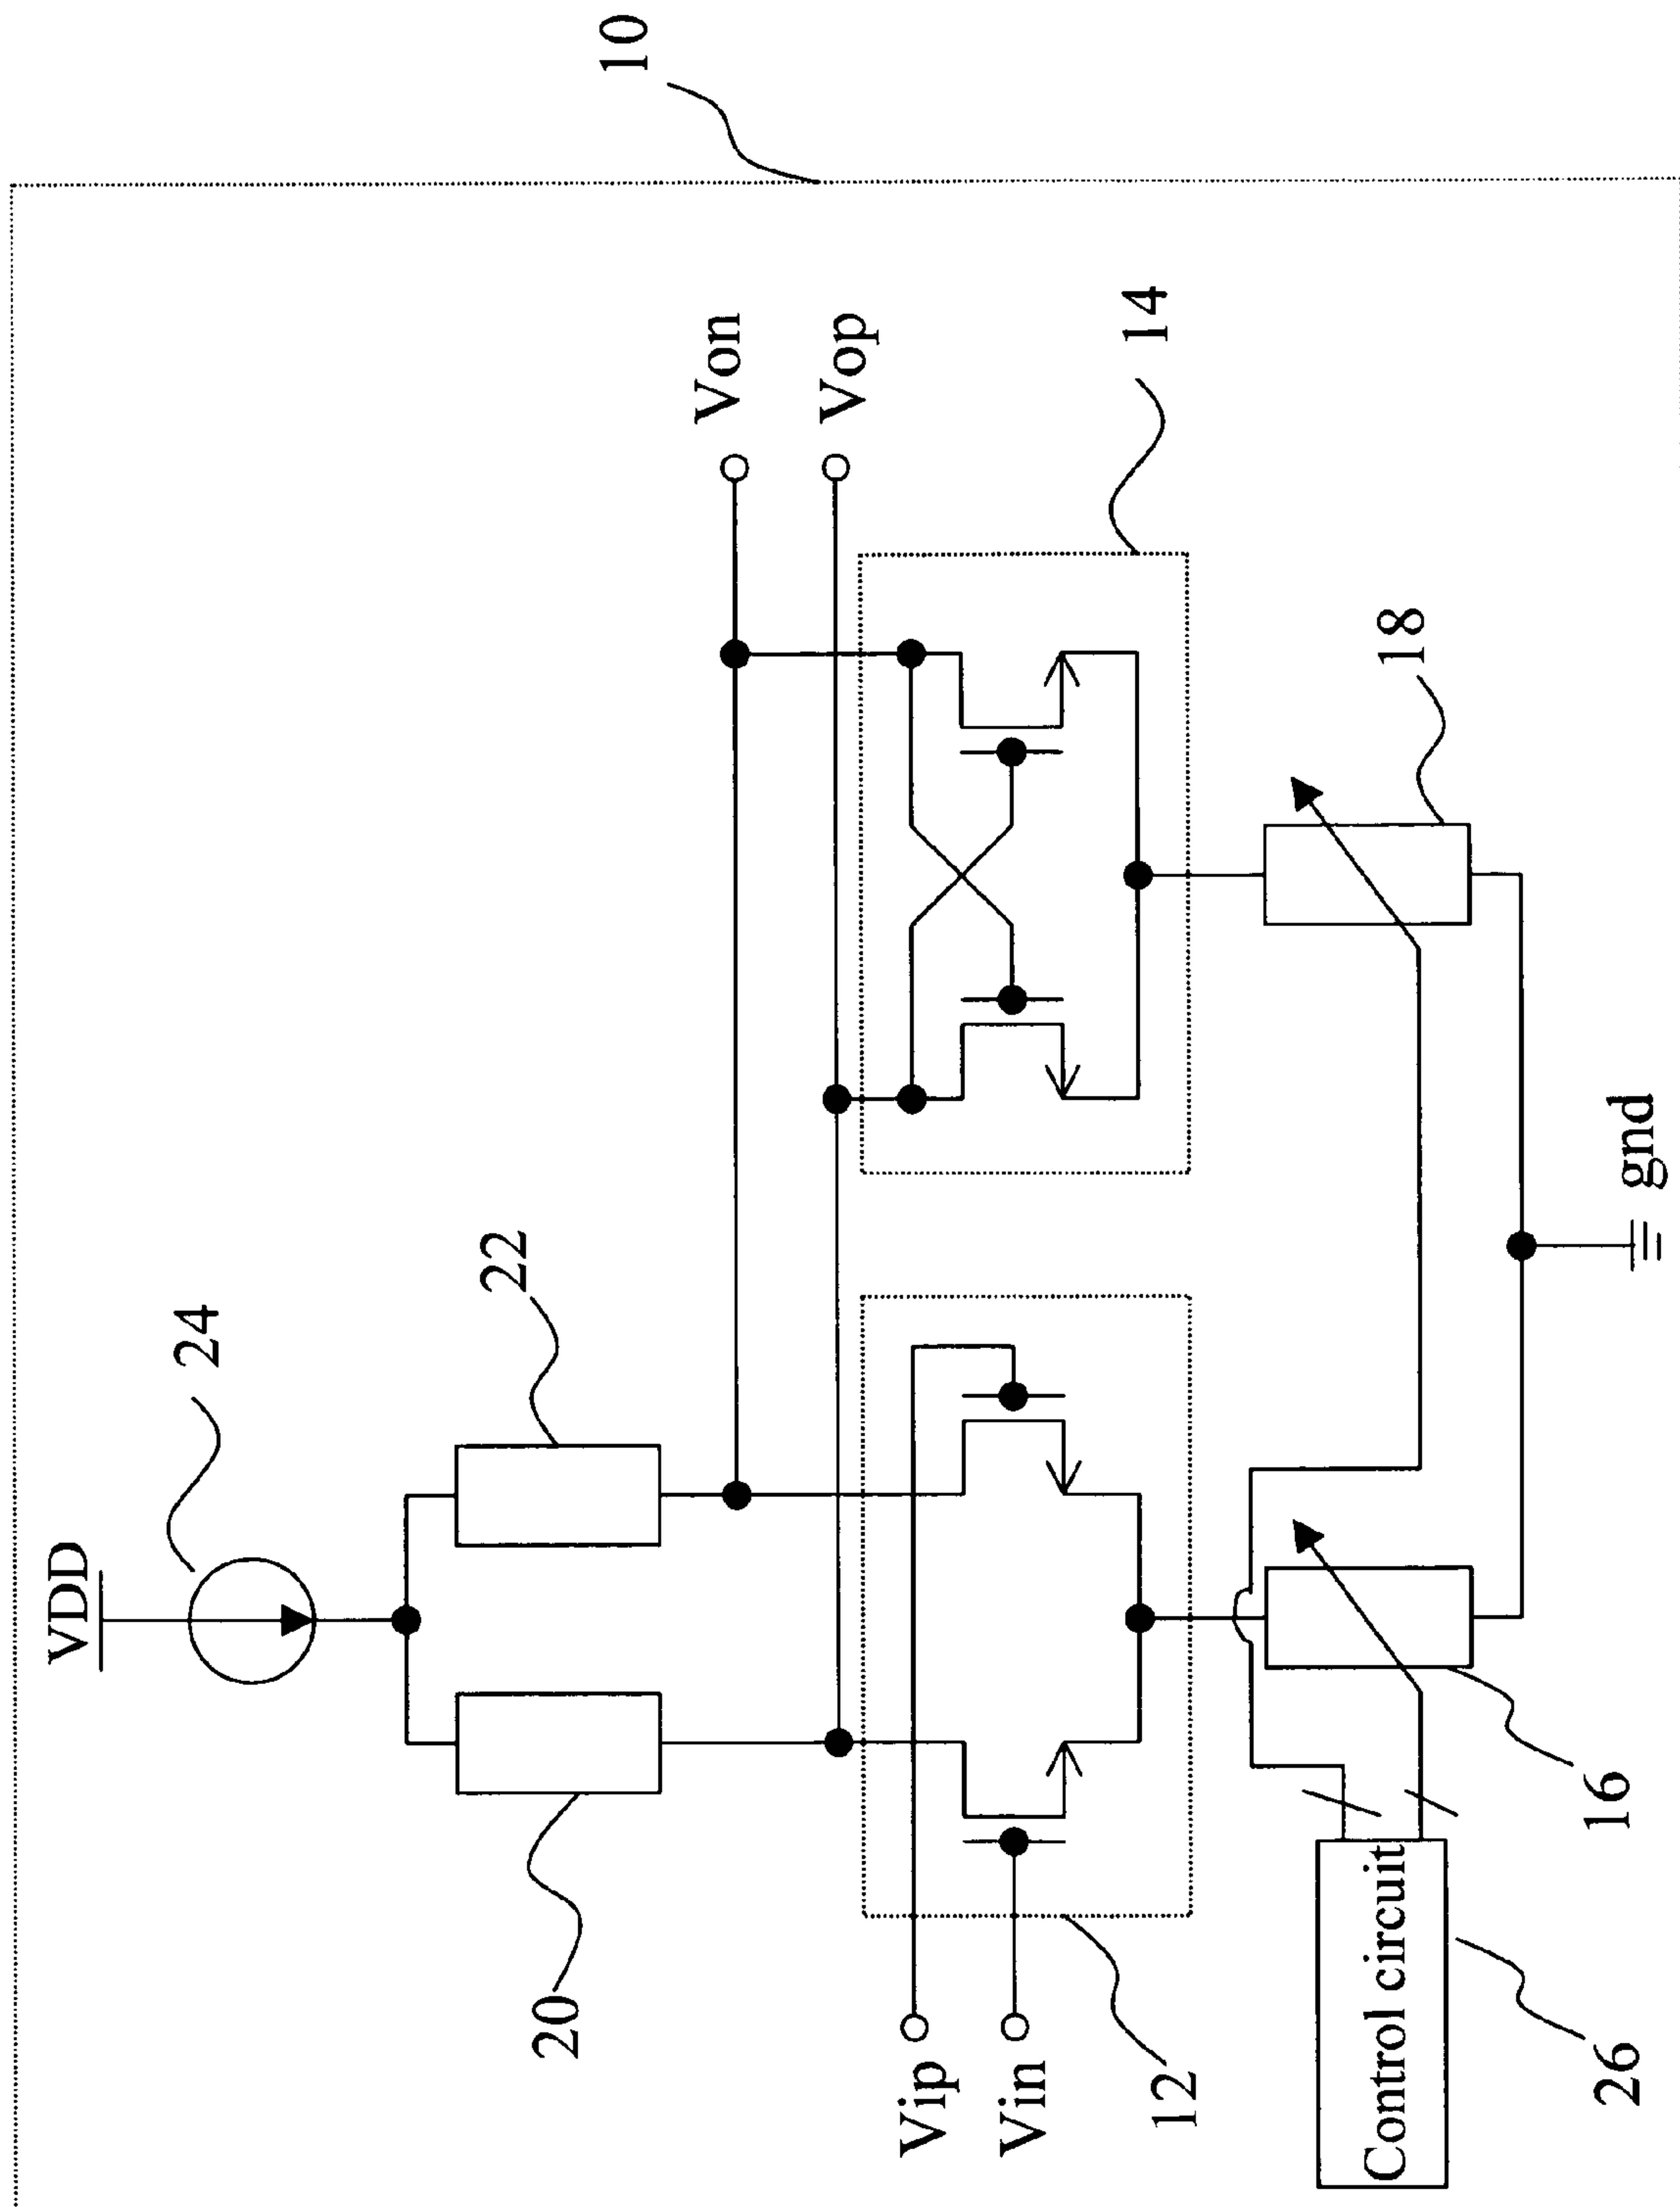 10
VDD
24
20
22
Von
Vop
Vip
Vin
12
14
Control circuit
26
16
18
gnd